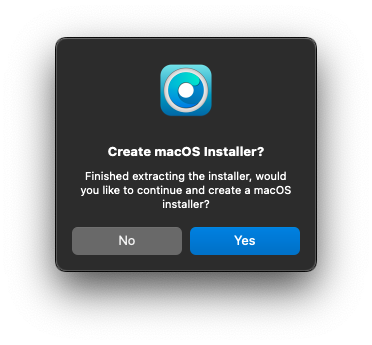 Create macOS Installer?
Finished extracting the installer, would
you like to continue and create a macOS
installer?
No
Yes